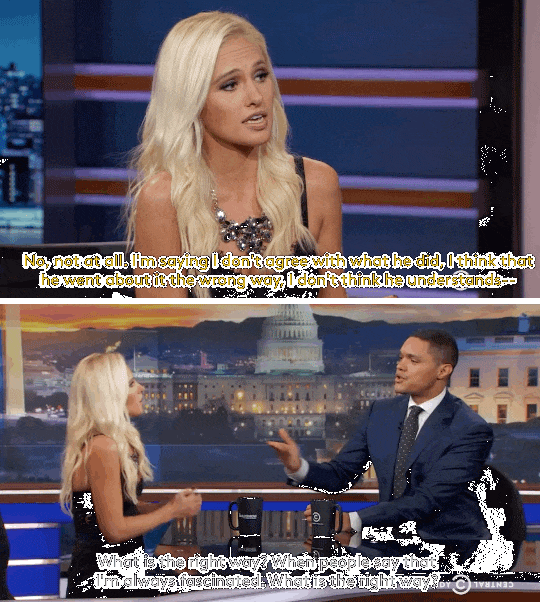 No, not at all. I'm saying I don't agree with what he did, I think that
he went about it the wrong way, I don't think he understands--
What is the right way? When people say that
I'm always fascinated. What is the right way?
CENTRAL